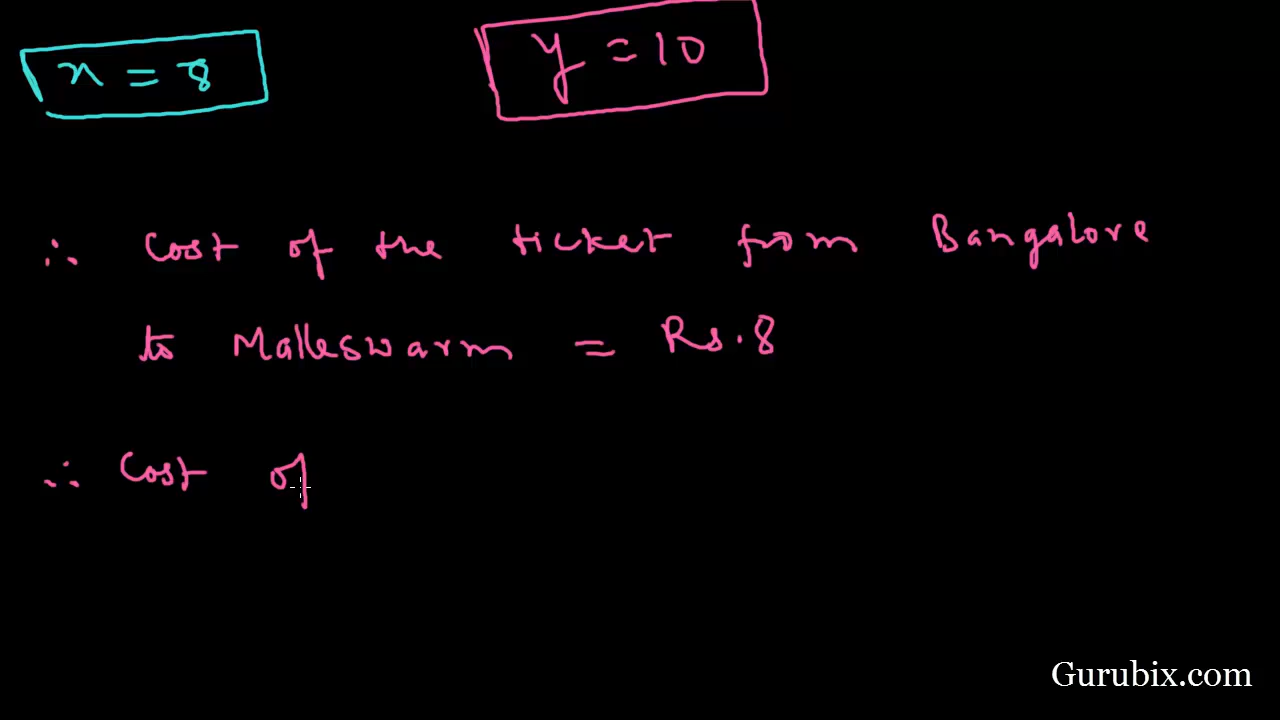 x = 8
y = 10
∴ Cost of the ticket from Bangalore
to Malleswarm = Rs.8
∴ Cost of
Gurubix.com